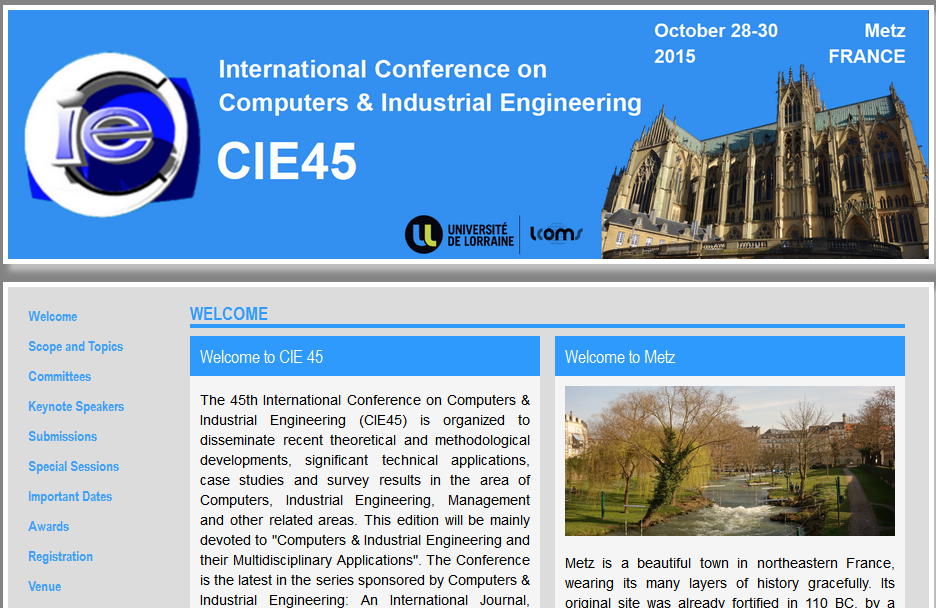 October 28-30 Metz
2015 FRANCE
International Conference on
Computers & Industrial Engineering
CIE45
ie
UNIVERSITÉ
DE LORRAINE
Lcoms
Welcome
Scope and Topics
Committees
Keynote Speakers
Submissions
Special Sessions
Important Dates
Awards
Registration
Venue
WELCOME
Welcome to CIE 45
The 45th International Conference on Computers &
Industrial Engineering (CIE45) is organized to
disseminate recent theoretical and methodological
developments, significant technical applications,
case studies and survey results in the area of
Computers, Industrial Engineering, Management
and other related areas. This edition will be mainly
devoted to "Computers & Industrial Engineering and
their Multidisciplinary Applications". The Conference
is the latest in the series sponsored by Computers &
Industrial Engineering: An International Journal,
Welcome to Metz
Metz is a beautiful town in northeastern France,
wearing its many layers of history gracefully. Its
original site was already fortified in 110 BC, by a